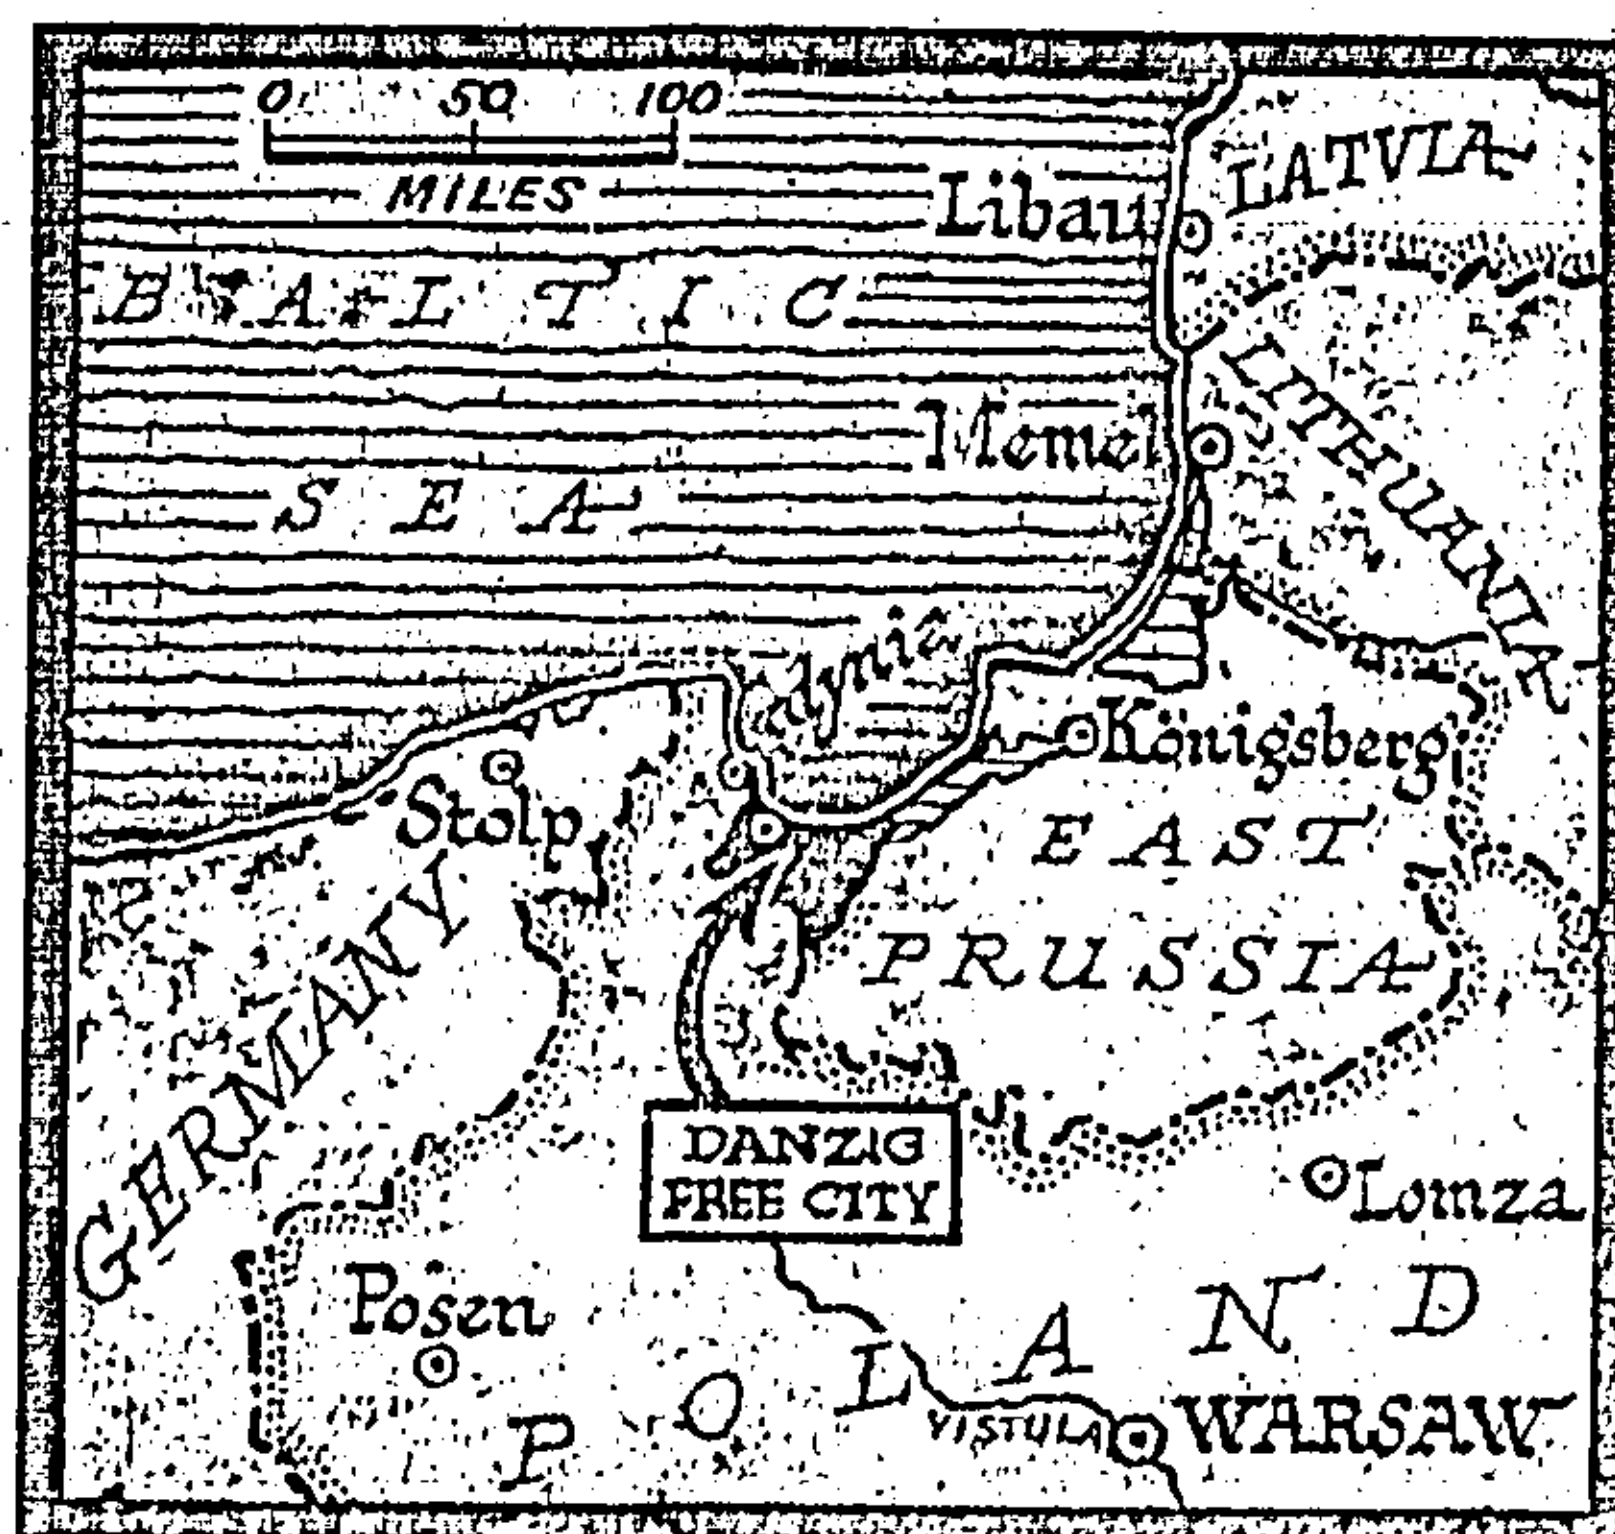 0 50 100
MILES
LATVIA
Libau
BALTIC
LITHUANIA
Memel
SEA
Königsberg
Stolp
EAST
GERMANY
PRUSSIA
DANZIG
FREE CITY
Lomza
Posen
POLAND
VISTULA
WARSAW